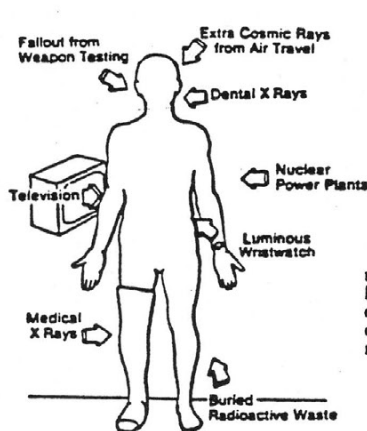 Fallout from
Weapon Testing
Extra Cosmic Rays
from Air Travel
Dental X Rays
Nuclear
Power Plants
Television
Luminous
Wristwatch
Medical
X Rays
Buried
Radioactive Waste